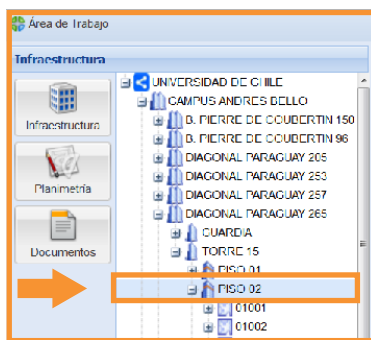 Área de Trabajo
Infraestructura
UNIVERSIDAD DE CHILE
CAMPUS ANDRES BELLO
B. PIERRE DE COUBERTIN 150
B. PIERRE DE COUBERTIN 96
DIAGONAL PARAGUAY 205
DIAGONAL PARAGUAY 253
DIAGONAL PARAGUAY 257
DIAGONAL PARAGUAY 265
GUARDIA
TORRE 15
PISO 01
PISO 02
01001
01002
Infraestructura
Planimetría
Documentos